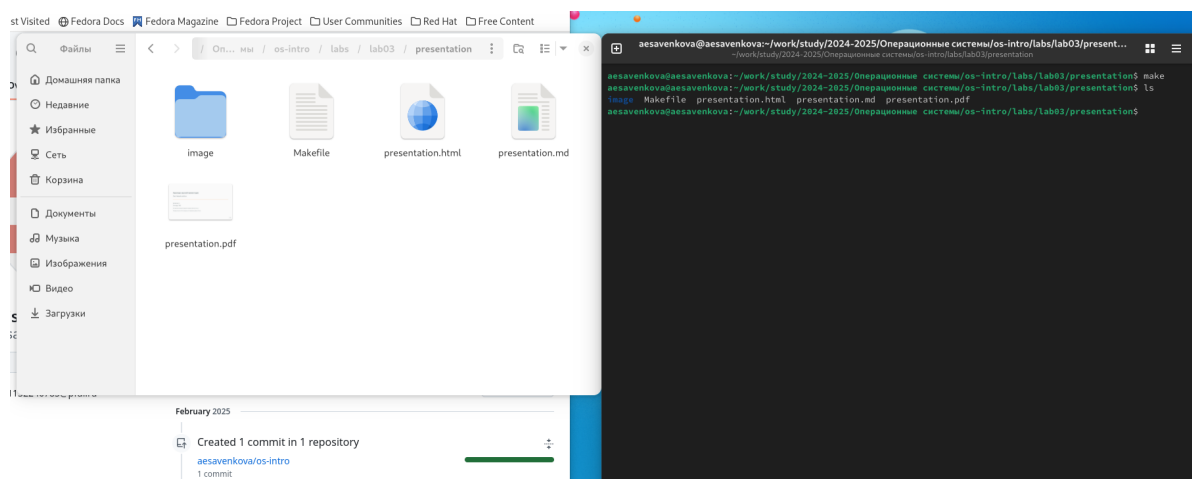 st Visited Fedora Docs Fedora Magazine Fedora Project User Communities Red Hat Free Content
Файлы
/ Оп... мы / os-intro / labs / lab03 / presentation
Домашняя папка
Недавние
Избранные
Сеть
Корзина
Документы
Музыка
Изображения
Видео
Загрузки
image Makefile presentation.html presentation.md
presentation.pdf
February 2025
Created 1 commit in 1 repository
aesavenkova/os-intro
1 commit
aesavenkova@aesavenkova:~/work/study/2024-2025/Операционные системы/os-intro/labs/lab03/present...
~/work/study/2024-2025/Операционные системы/os-intro/labs/lab03/presentation
aesavenkova@aesavenkova:~/work/study/2024-2025/Операционные системы/os-intro/labs/lab03/presentation$ make
aesavenkova@aesavenkova:~/work/study/2024-2025/Операционные системы/os-intro/labs/lab03/presentation$ ls
image Makefile presentation.html presentation.md presentation.pdf
aesavenkova@aesavenkova:~/work/study/2024-2025/Операционные системы/os-intro/labs/lab03/presentation$